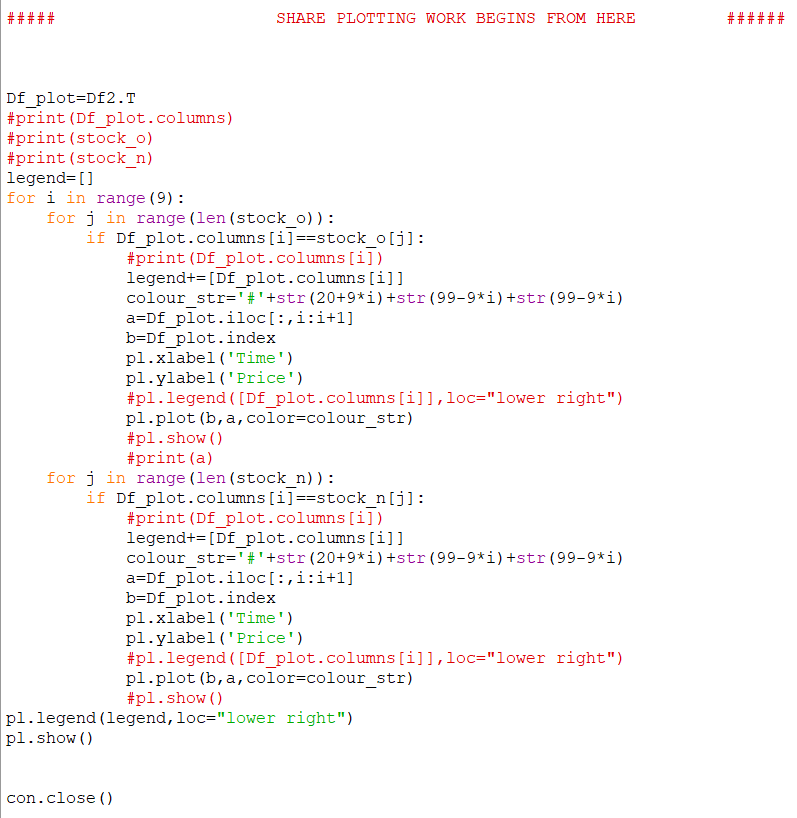 #####                      SHARE PLOTTING WORK BEGINS FROM HERE         ######
Df_plot=Df2.T
#print(Df_plot.columns)
#print(stock_o)
#print(stock_n)
legend=[]
for i in range(9):
    for j in range(len(stock_o)):
        if Df_plot.columns[i]==stock_o[j]:
            #print(Df_plot.columns[i])
            legend+=[Df_plot.columns[i]]
            colour_str='#'+str(20+9*i)+str(99-9*i)+str(99-9*i)
            a=Df_plot.iloc[:,i:i+1]
            b=Df_plot.index
            pl.xlabel('Time')
            pl.ylabel('Price')
            #pl.legend([Df_plot.columns[i]],loc="lower right")
            pl.plot(b,a,color=colour_str)
            #pl.show()
            #print(a)
    for j in range(len(stock_n)):
        if Df_plot.columns[i]==stock_n[j]:
            #print(Df_plot.columns[i])
            legend+=[Df_plot.columns[i]]
            colour_str='#'+str(20+9*i)+str(99-9*i)+str(99-9*i)
            a=Df_plot.iloc[:,i:i+1]
            b=Df_plot.index
            pl.xlabel('Time')
            pl.ylabel('Price')
            #pl.legend([Df_plot.columns[i]],loc="lower right")
            pl.plot(b,a,color=colour_str)
            #pl.show()
pl.legend(legend,loc="lower right")
pl.show()
con.close()